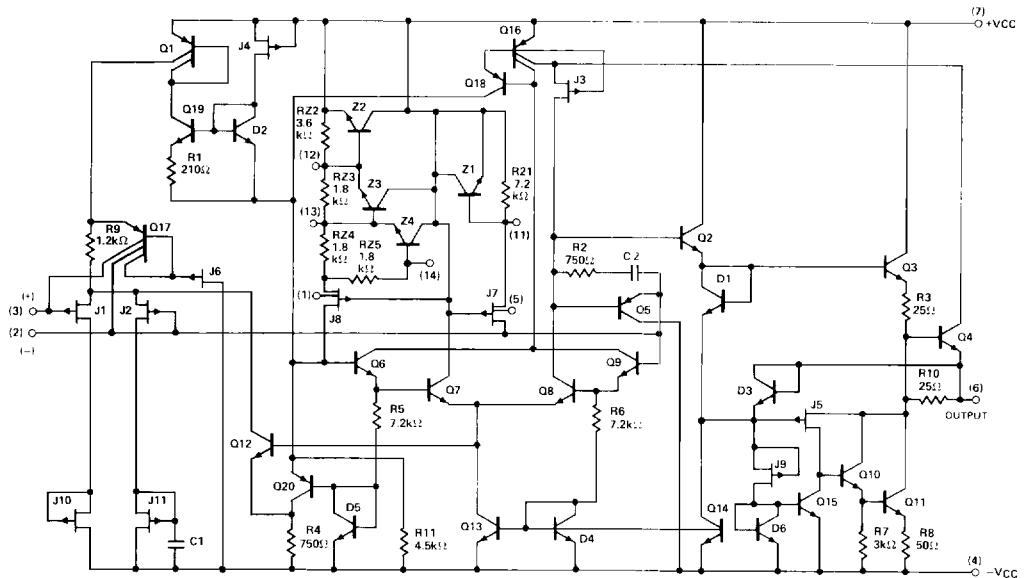 (7)
+VCC
Q1
J4
Q16
Q18
J3
Q19
D2
R1
210Ω
RZ2
3.6
kΩ
Z2
(12)
RZ3
1.8
kΩ
Z3
Z1
R21
7.2
kΩ
(13)
RZ4
1.8
kΩ
RZ5
1.8
kΩ
Z4
(14)
(11)
R9
1.2kΩ
Q17
J6
Q2
D1
R2
750Ω
C2
Q3
R3
25Ω
(+)
(3)
J1
J2
(1)
J8
J7
(5)
Q5
Q4
(2)
(−)
Q6
Q7
Q8
Q9
D3
R10
25Ω
(6)
OUTPUT
R5
7.2kΩ
R6
7.2kΩ
J5
Q12
J9
Q10
J10
J11
Q20
D5
Q13
D4
Q14
D6
Q15
Q11
C1
R4
750Ω
R11
4.5kΩ
R7
3kΩ
R8
50Ω
(4)
−VCC